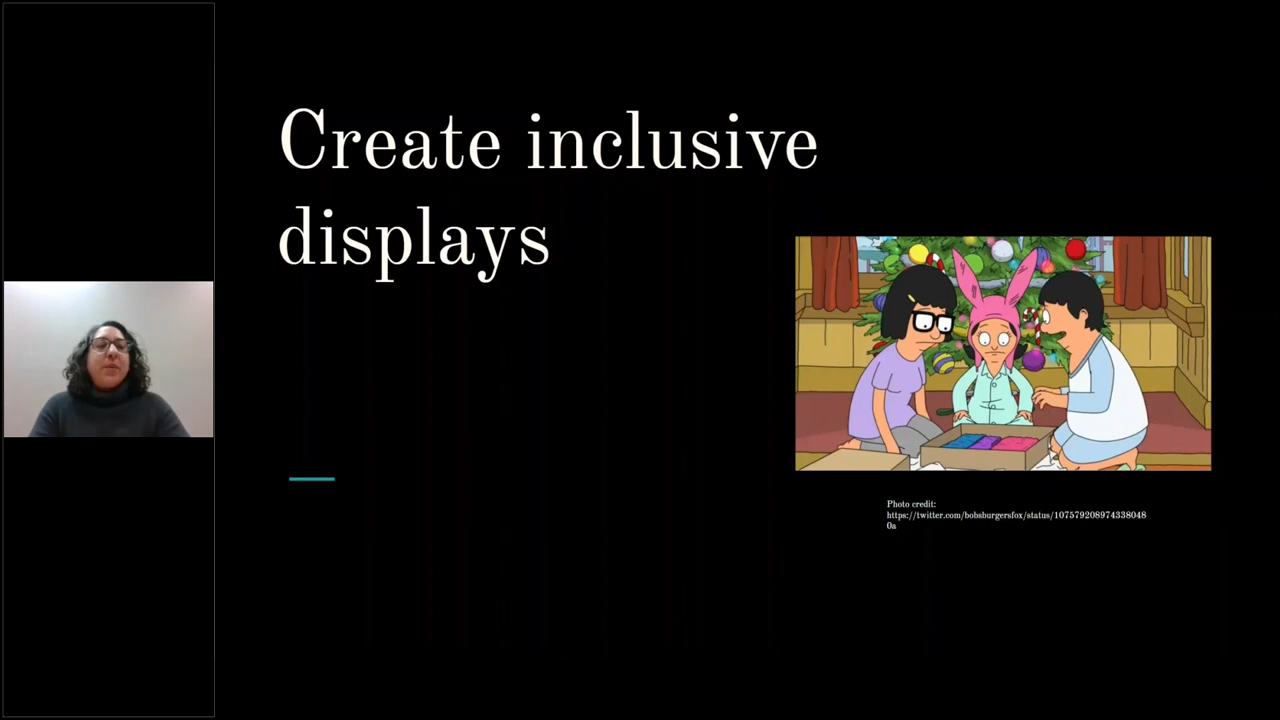 Create inclusive
displays
Photo credit:
https://twitter.com/bobsburgersfox/status/107579208974338048
0a